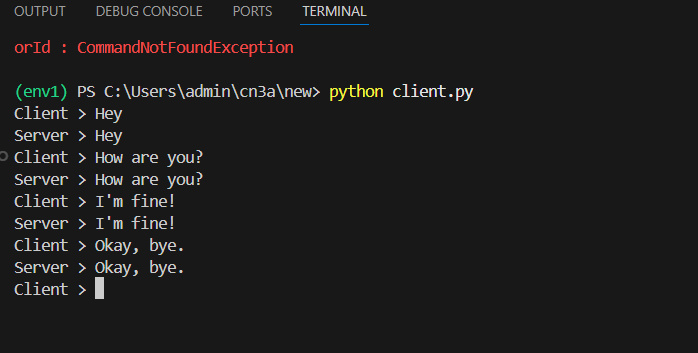 OUTPUT DEBUG CONSOLE PORTS TERMINAL
orId : CommandNotFoundException
(env1) PS C:\Users\admin\cn3a\new> python client.py
Client > Hey
Server > Hey
Client > How are you?
Server > How are you?
Client > I'm fine!
Server > I'm fine!
Client > Okay, bye.
Server > Okay, bye.
Client >